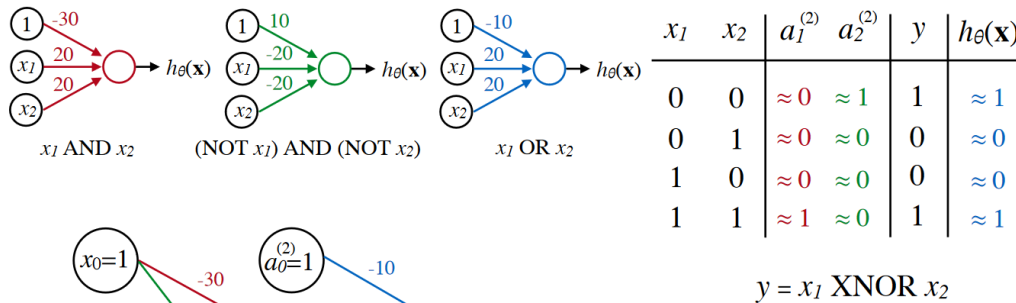 1 -30
x₁ 20 hθ(x)
x₂ 20
x₁ AND x₂
1 10
x₁ -20 hθ(x)
x₂ -20
(NOT x₁) AND (NOT x₂)
1 -10
x₁ 20 hθ(x)
x₂ 20
x₁ OR x₂
x₁ x₂ a₁⁽²⁾ a₂⁽²⁾ y hθ(x)
0 0 ≈0 ≈1 1 ≈1
0 1 ≈0 ≈0 0 ≈0
1 0 ≈0 ≈0 0 ≈0
1 1 ≈1 ≈0 1 ≈1
y = x₁ XNOR x₂
x₀=1 -30
a₀⁽²⁾=1 -10